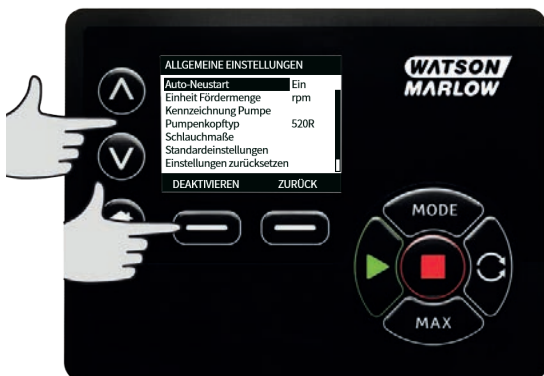 ALLGEMEINE EINSTELLUNGEN
Auto-Neustart Ein
Einheit Fördermenge rpm
Kennzeichnung Pumpe
Pumpenkopftyp 520R
Schlauchmaße
Standardeinstellungen
Einstellungen zurücksetzen
DEAKTIVIEREN ZURÜCK
WATSON
MARLOW
MODE
MAX